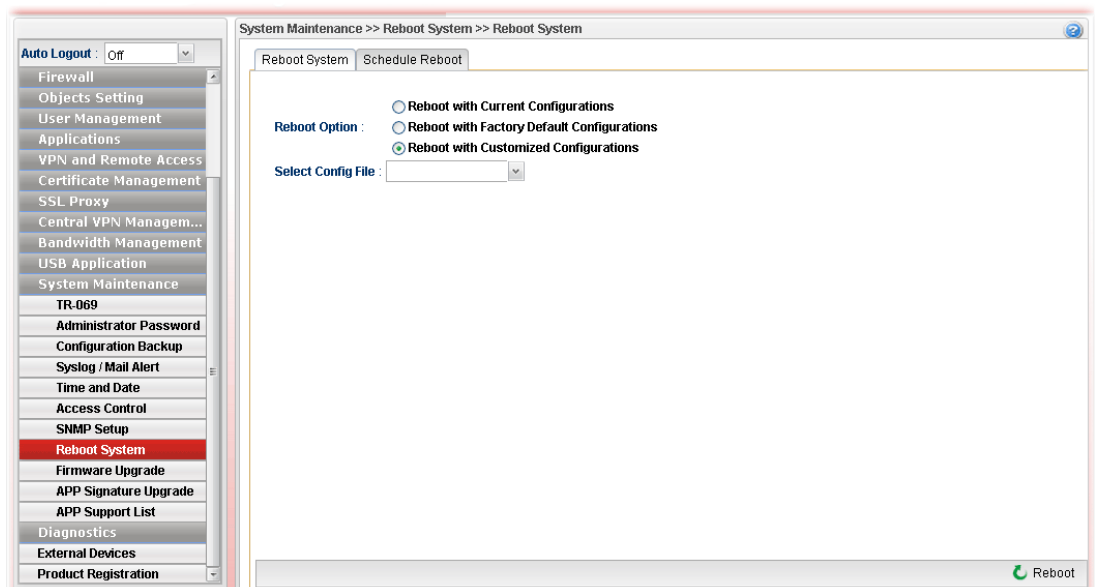 System Maintenance >> Reboot System >> Reboot System
Auto Logout : Off
Firewall
Objects Setting
User Management
Applications
VPN and Remote Access
Certificate Management
SSL Proxy
Central VPN Managem...
Bandwidth Management
USB Application
System Maintenance
TR-069
Administrator Password
Configuration Backup
Syslog / Mail Alert
Time and Date
Access Control
SNMP Setup
Reboot System
Firmware Upgrade
APP Signature Upgrade
APP Support List
Diagnostics
External Devices
Product Registration
Reboot System Schedule Reboot
Reboot with Current Configurations
Reboot Option : Reboot with Factory Default Configurations
Reboot with Customized Configurations
Select Config File :
Reboot